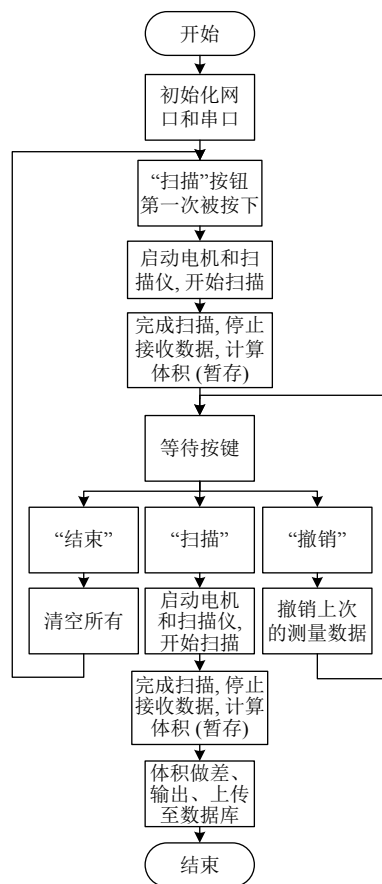 开始
初始化网
口和串口
“扫描”按钮
第一次被按下
启动电机和扫
描仪, 开始扫描
完成扫描, 停止
接收数据, 计算
体积 (暂存)
等待按键
“结束”
“扫描”
“撤销”
清空所有
启动电机
和扫描仪,
开始扫描
撤销上次
的测量数据
完成扫描, 停止
接收数据, 计算
体积 (暂存)
体积做差、
输出、上传
至数据库
结束